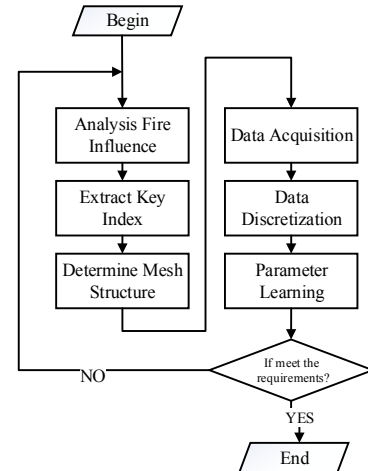 Begin
Analysis Fire
Influence
Extract Key
Index
Determine Mesh
Structure
Data Acquisition
Data
Discretization
Parameter
Learning
If meet the
requirements?
NO
YES
End